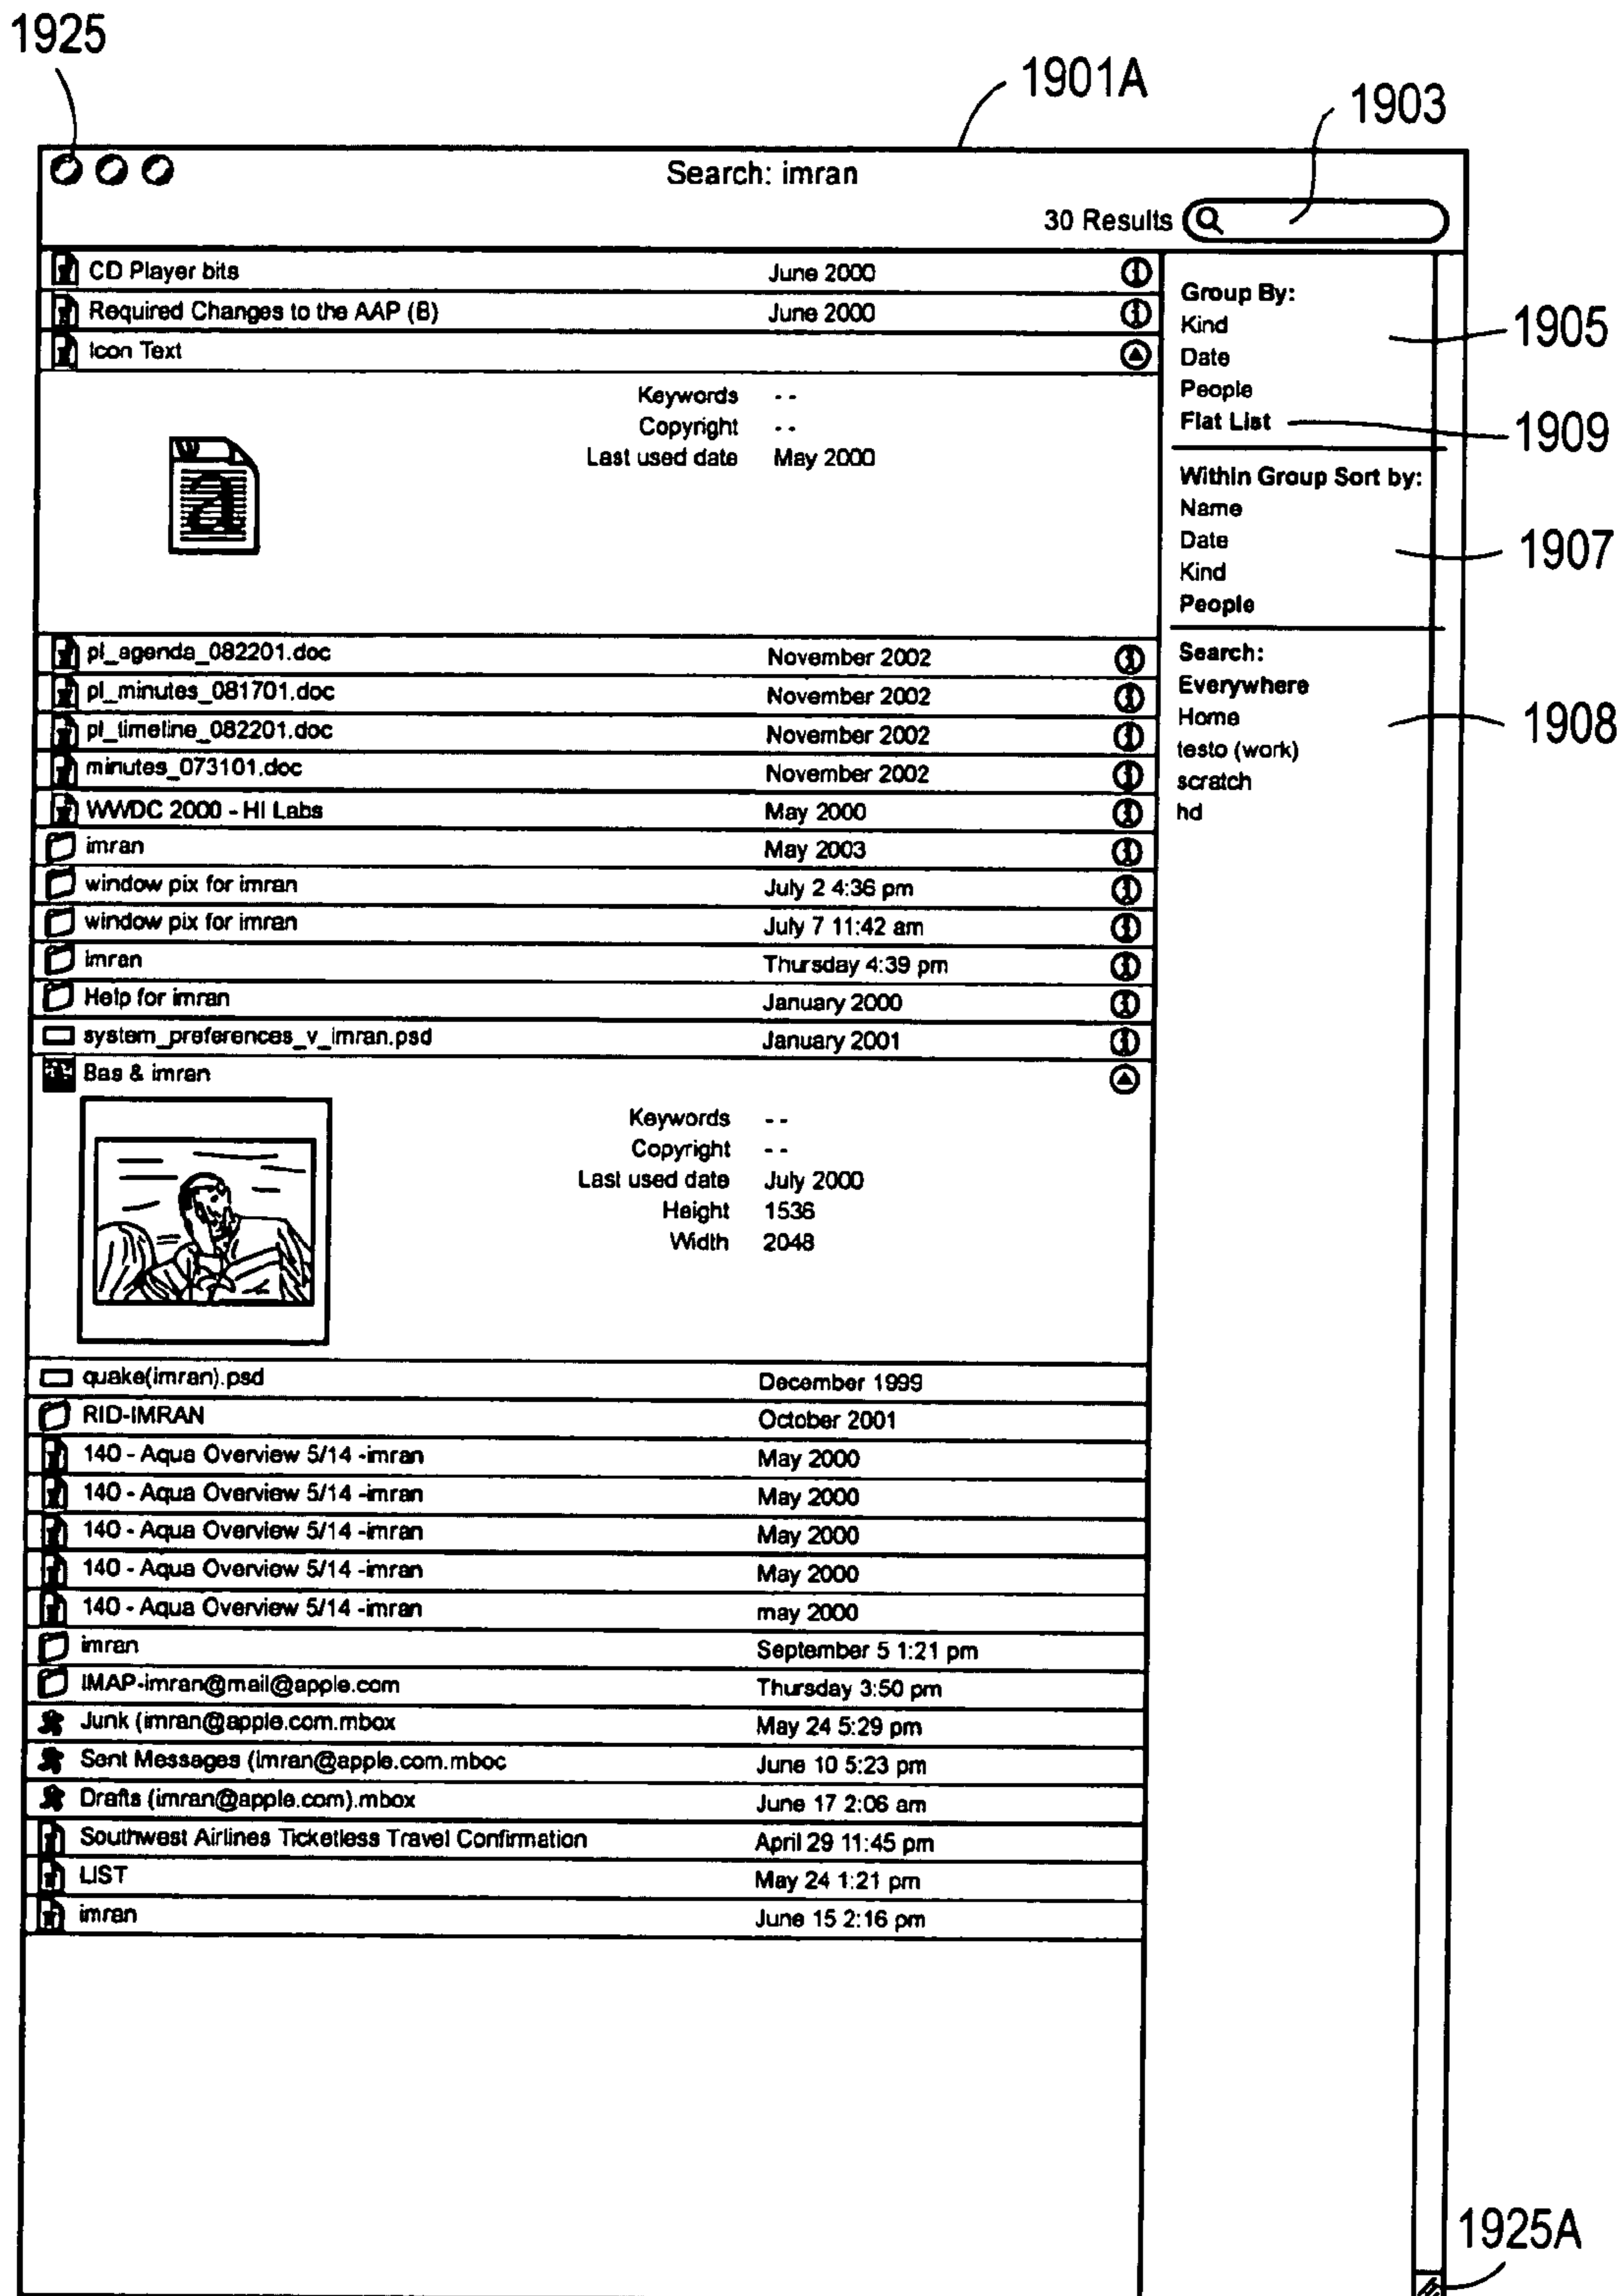 1925
1901A
1903
Search: imran
30 Results
CD Player bits June 2000
Required Changes to the AAP (B) June 2000
Icon Text
Keywords - -
Copyright - -
Last used date May 2000
W
a
pl_agenda_082201.doc November 2002
pl_minutes_081701.doc November 2002
pl_timeline_082201.doc November 2002
minutes_073101.doc November 2002
WWDC 2000 - HI Labs May 2000
imran May 2003
window pix for imran July 2 4:36 pm
window pix for imran July 7 11:42 am
imran Thursday 4:39 pm
Help for imran January 2000
system_preferences_v_imran.psd January 2001
Bas & imran
Keywords - -
Copyright - -
Last used date July 2000
Height 1536
Width 2048
quake(imran).psd December 1999
RID-IMRAN October 2001
140 - Aqua Overview 5/14 -imran May 2000
140 - Aqua Overview 5/14 -imran May 2000
140 - Aqua Overview 5/14 -imran May 2000
140 - Aqua Overview 5/14 -imran May 2000
140 - Aqua Overview 5/14 -imran may 2000
imran September 5 1:21 pm
IMAP-imran@mail@apple.com Thursday 3:50 pm
Junk (imran@apple.com.mbox May 24 5:29 pm
Sent Messages (imran@apple.com.mboc June 10 5:23 pm
Drafts (imran@apple.com).mbox June 17 2:06 am
Southwest Airlines Ticketless Travel Confirmation April 29 11:45 pm
LIST May 24 1:21 pm
imran June 15 2:16 pm
Group By:
Kind
Date
People
Flat List
Within Group Sort by:
Name
Date
Kind
People
Search:
Everywhere
Home
testo (work)
scratch
hd
1905
1909
1907
1908
1925A